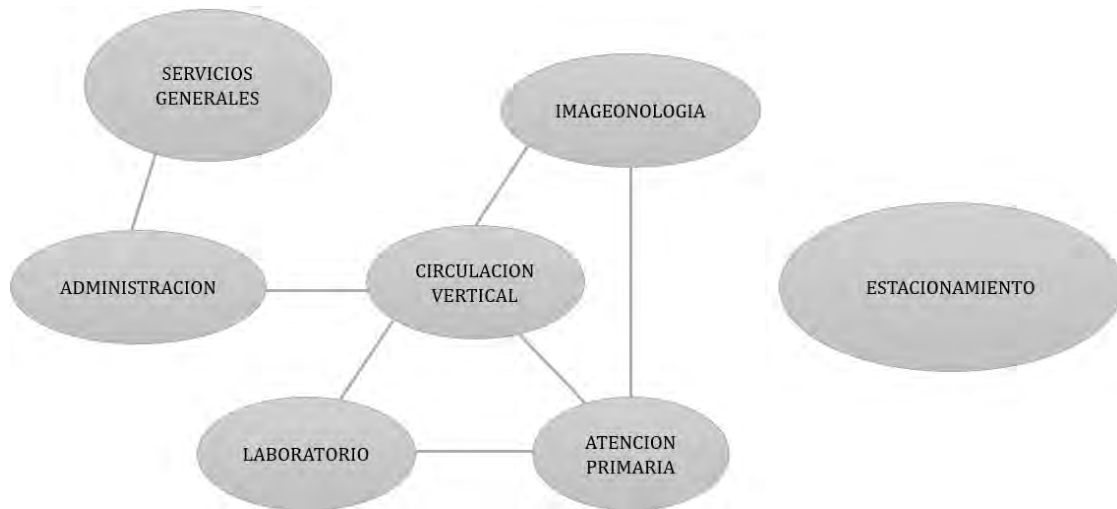 SERVICIOS
GENERALES
IMAGEONOLOGIA
ADMINISTRACION
CIRCULACION
VERTICAL
ESTACIONAMIENTO
LABORATORIO
ATENCION
PRIMARIA